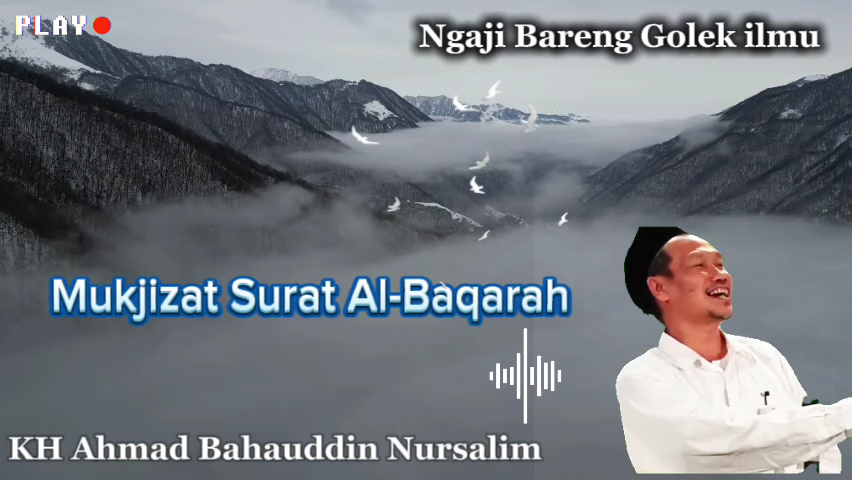 PLAY
Ngaji Bareng Golek ilmu
Mukjizat Surat Al-Baqarah
KH Ahmad Bahauddin Nursalim